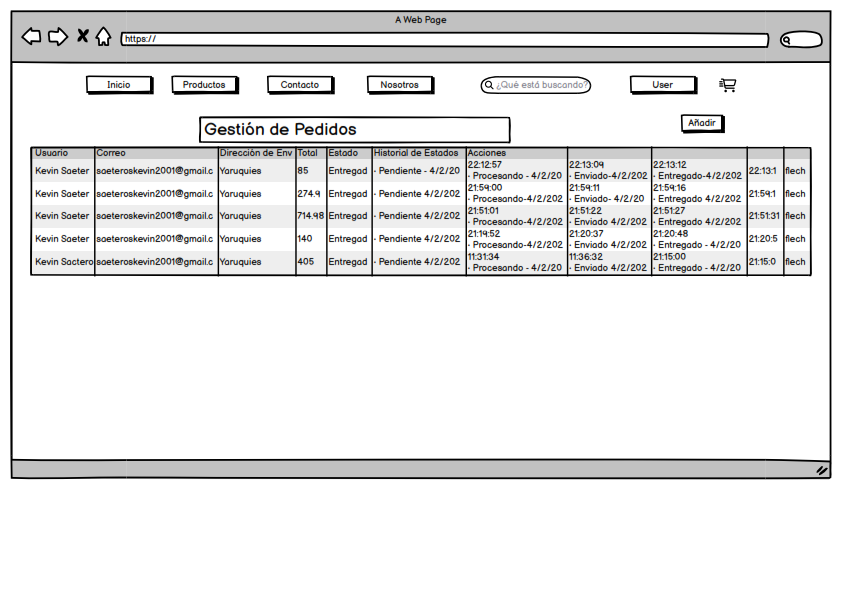 A Web Page
https://
Inicio Productos Contacto Nosotros ¿Qué está buscando? User
Gestión de Pedidos
Añadir
Usuario Correo Dirección de Env Total Estado Historial de Estados Acciones
Kevin Saeter saeteroskevin2001@gmail.c Yaruquies 85 Entregad · Pendiente - 4/2/20 22:12:57 · Procesando - 4/2/20 22:13:09 · Enviado-4/2/202 22:13:12 · Entregado-4/2/202 22:13:1 flech
Kevin Saeter saeteroskevin2001@gmail.c Yaruquies 274.9 Entregad · Pendiente 4/2/202 21:59:00 · Procesando-4/2/202 21:59:11 · Enviado- 4/2/20 21:59:16 · Entregado-4/2/202 21:59:1 flech
Kevin Saeter saeteroskevin2001@gmail.c Yaruquies 714.98 Entregad · Pendiente 4/2/202 21:51:01 · Procesando-4/2/202 21:51:22 · Enviado 4/2/202 21:51:27 · Entregado 4/2/202 21:51:31 flech
Kevin Saeter saeteroskevin2001@gmail.c Yaruquies 140 Entregad · Pendiente 4/2/202 21:19:52 · Procesando-4/2/202 21:20:37 · Enviado 4/2/202 21:20:48 · Entregado - 4/2/20 21:20:5 flech
Kevin Sactero saeteroskevin2001@gmail.c Yaruquies 405 Entregad · Pendiente 4/2/202 11:31:34 · Procesando - 4/2/20 11:36:32 · Enviado 4/2/202 21:15:00 · Entregado - 4/2/20 21:15:0 flech